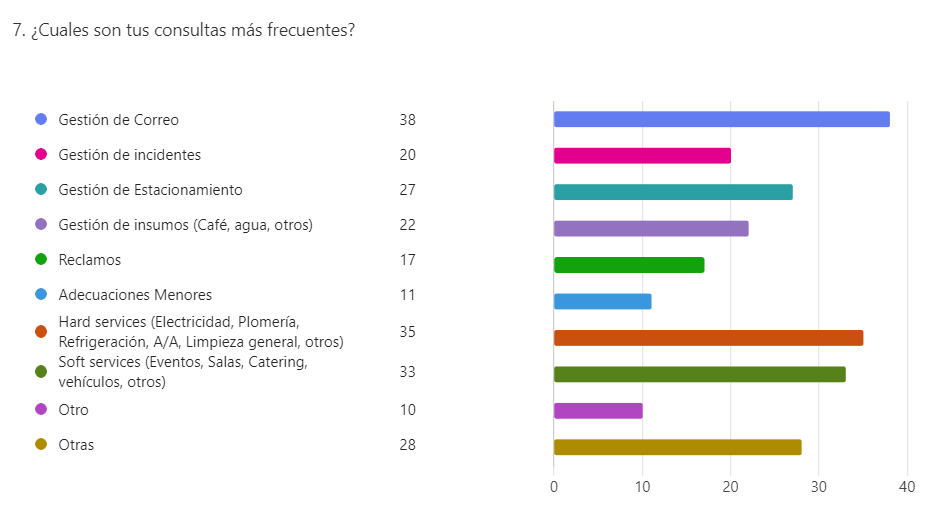 7. ¿Cuales son tus consultas más frecuentes?
Gestión de Correo 38
Gestión de incidentes 20
Gestión de Estacionamiento 27
Gestión de insumos (Café, agua, otros) 22
Reclamos 17
Adecuaciones Menores 11
Hard services (Electricidad, Plomería,
Refrigeración, A/A, Limpieza general, otros) 35
Soft services (Eventos, Salas, Catering,
vehículos, otros) 33
Otro 10
Otras 28
0 10 20 30 40